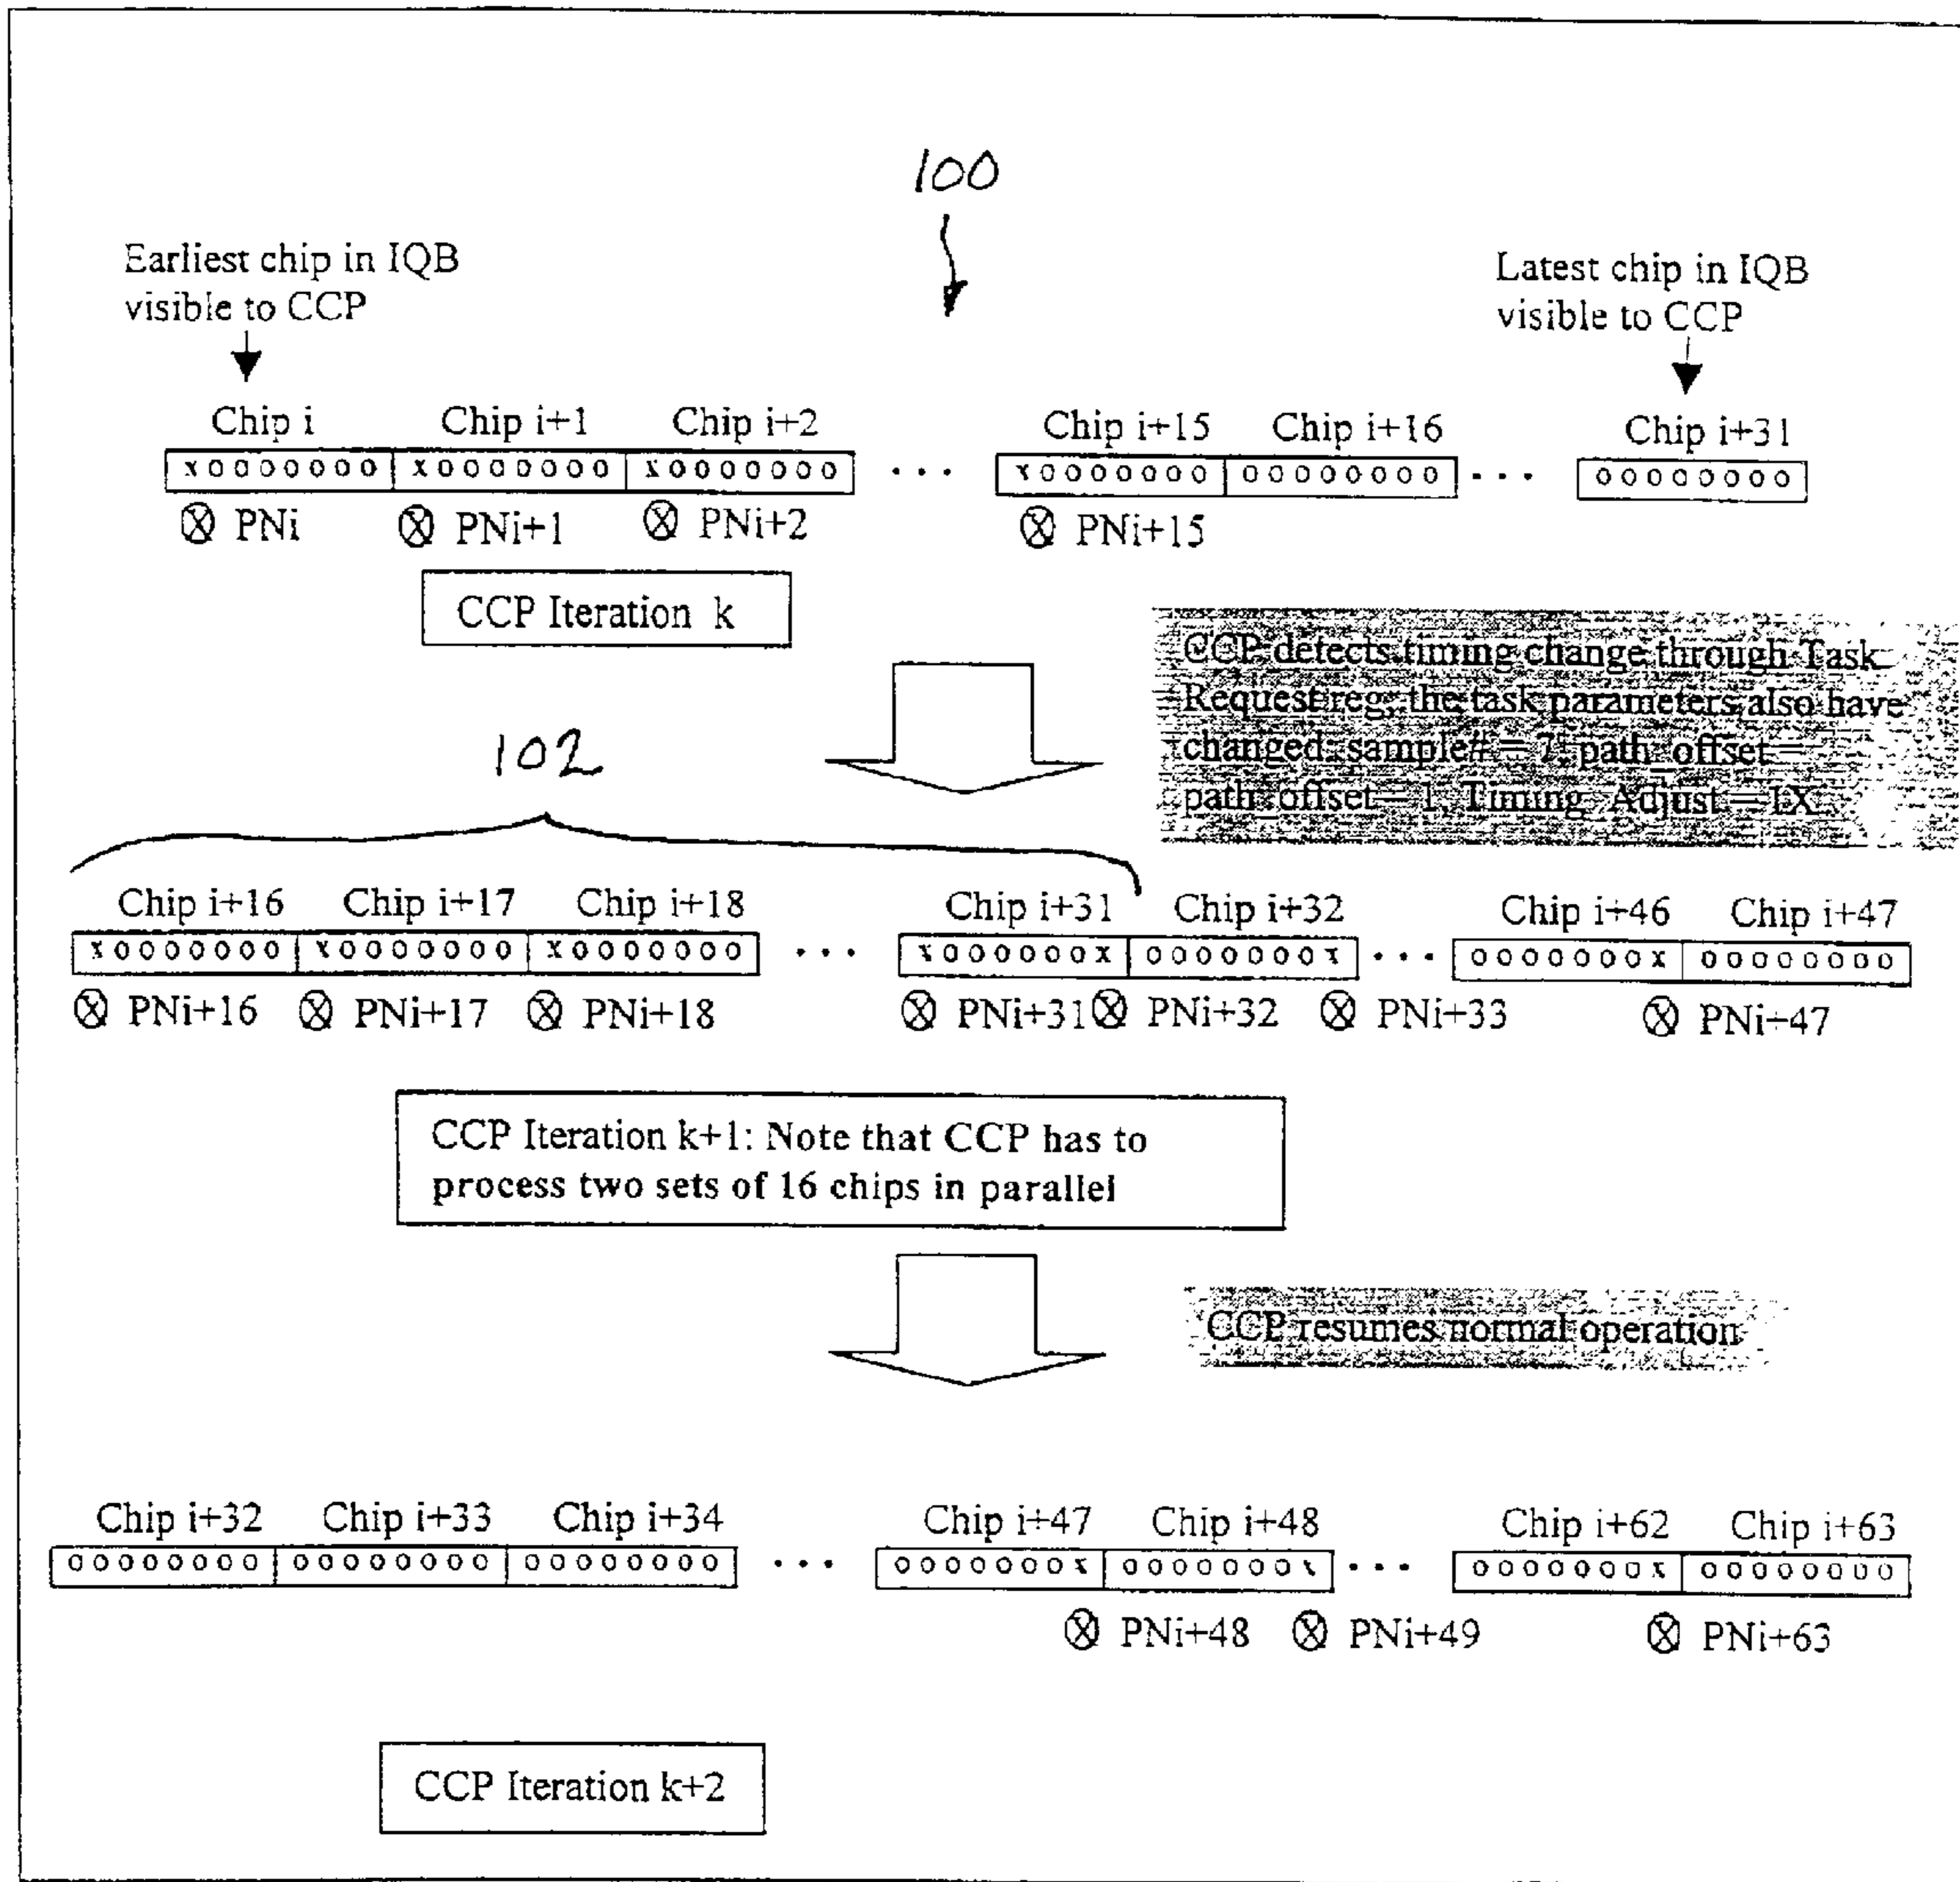 100
Earliest chip in IQB
visible to CCP
Latest chip in IQB
visible to CCP
Chip i Chip i+1 Chip i+2 Chip i+15 Chip i+16 Chip i+31
x0000000 x0000000 x0000000 ... x0000000 00000000 ... 00000000
⊗ PNi ⊗ PNi+1 ⊗ PNi+2 ⊗ PNi+15
CCP Iteration k
CCP detects timing change through Task
Request reg; the task parameters also have
changed: sample# = 7, path_offset =
path_offset – 1, Timing_Adjust = 1X
102
Chip i+16 Chip i+17 Chip i+18 Chip i+31 Chip i+32 Chip i+46 Chip i+47
x0000000 x0000000 x0000000 ... x000000x 0000000x ... 0000000x 00000000
⊗ PNi+16 ⊗ PNi+17 ⊗ PNi+18 ⊗ PNi+31 ⊗ PNi+32 ⊗ PNi+33 ⊗ PNi+47
CCP Iteration k+1: Note that CCP has to
process two sets of 16 chips in parallel
CCP resumes normal operation
Chip i+32 Chip i+33 Chip i+34 Chip i+47 Chip i+48 Chip i+62 Chip i+63
00000000 00000000 00000000 ... 0000000x 0000000x ... 0000000x 00000000
⊗ PNi+48 ⊗ PNi+49 ⊗ PNi+63
CCP Iteration k+2